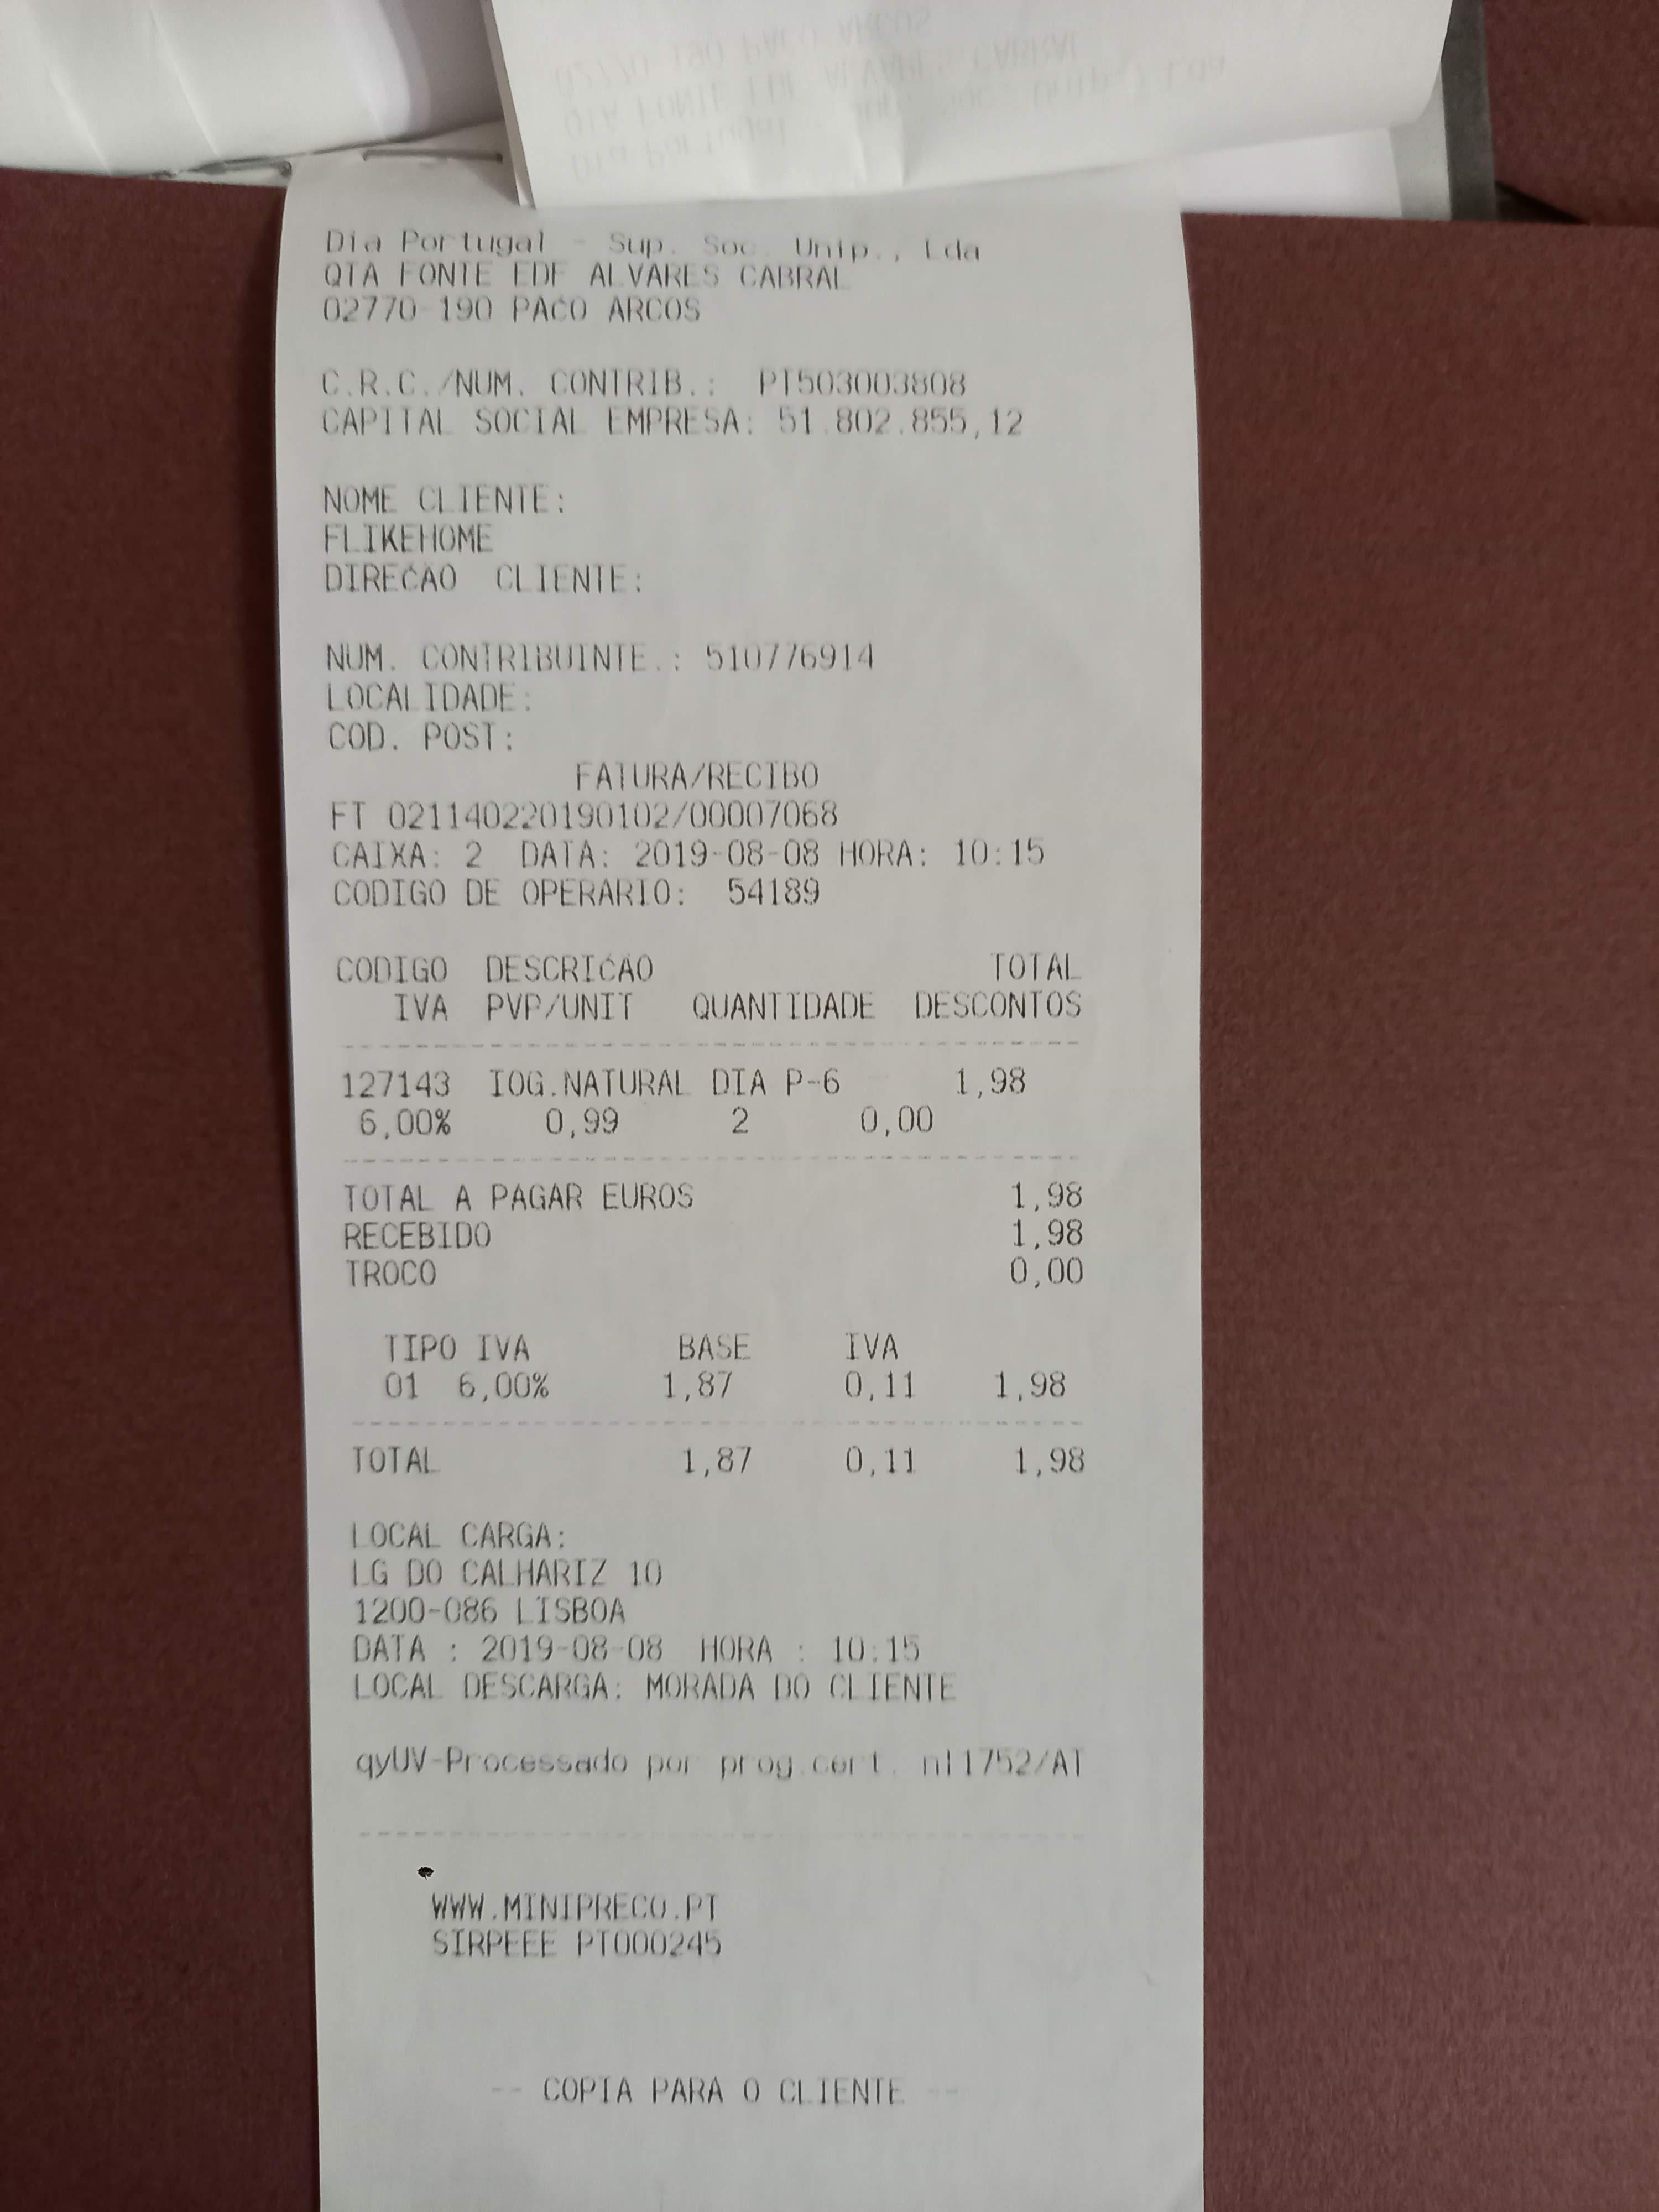 Dia Portugal - Sup. Soc. Unip., Lda
QTA FONTE EDF ALVARES CABRAL
02770-190 PACO ARCOS
C.R.C./NUM. CONTRIB.: PT503003808
CAPITAL SOCIAL EMPRESA: 51.802.855,12
NOME CLIENTE:
FLIKEHOME
DIRECAO CLIENTE:
NUM. CONTRIBUINTE.: 510776914
LOCALIDADE:
COD. POST:
FATURA/RECIBO
FT 021140220190102/00007068
CAIXA: 2 DATA: 2019-08-08 HORA: 10:15
CODIGO DE OPERARIO: 54189
CODIGO DESCRICAO TOTAL
IVA PVP/UNIT QUANTIDADE DESCONTOS
127143 IOG.NATURAL DIA P-6 1,98
6,00% 0,99 2 0,00
TOTAL A PAGAR EUROS 1,98
RECEBIDO 1,98
TROCO 0,00
TIPO IVA BASE IVA
01 6,00% 1,87 0,11 1,98
TOTAL 1,87 0,11 1,98
LOCAL CARGA:
LG DO CALHARIZ 10
1200-086 LISBOA
DATA : 2019-08-08 HORA : 10:15
LOCAL DESCARGA: MORADA DO CLIENTE
qyUV-Processado por prog.cert. n|1752/AT
WWW.MINIPRECO.PT
SIRPEEE PT000245
-- COPIA PARA O CLIENTE --